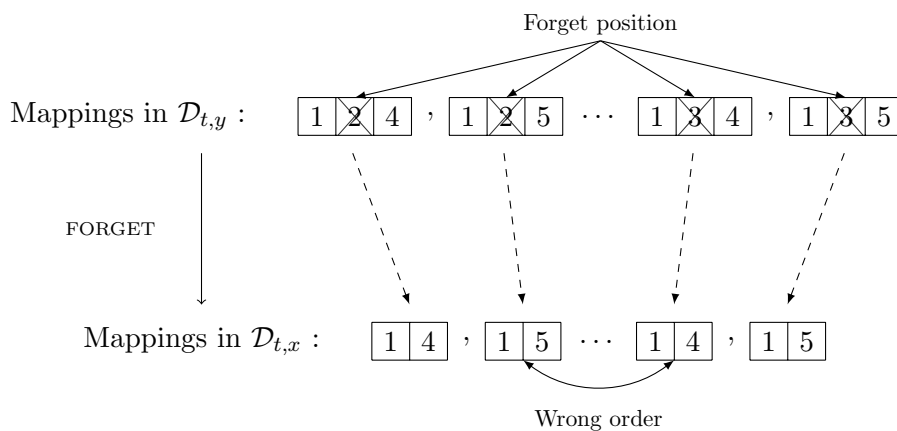 Forget position
Mappings in 𝒟_{t,y} : 1 2 4 , 1 2 5 ⋯ 1 3 4 , 1 3 5
FORGET
Mappings in 𝒟_{t,x} : 1 4 , 1 5 ⋯ 1 4 , 1 5
Wrong order